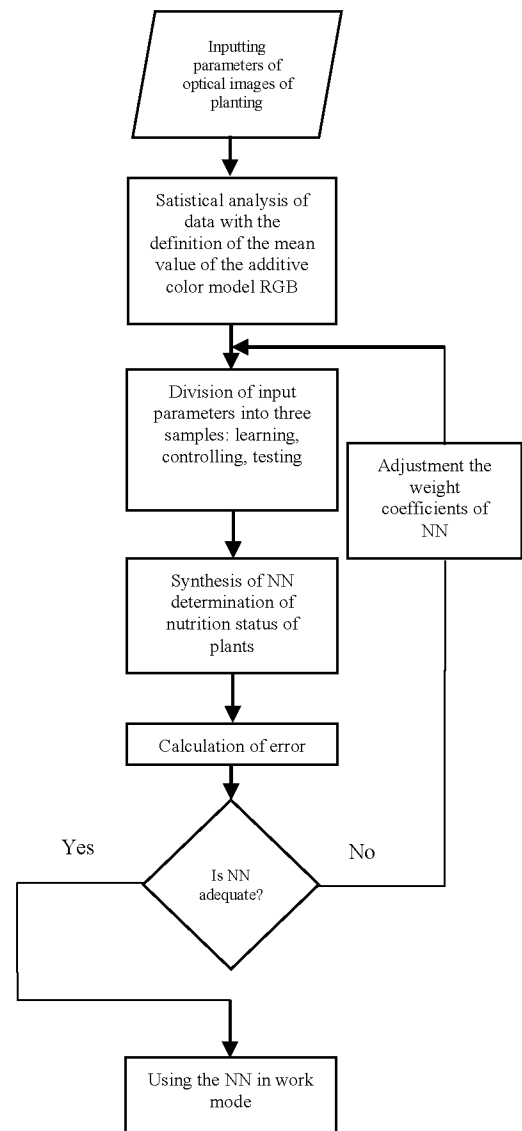 Inputting
parameters of
optical images of
planting
Satistical analysis of
data with the
definition of the mean
value of the additive
color model RGB
Division of input
parameters into three
samples: learning,
controlling, testing
Adjustment the
weight
coefficients of
NN
Synthesis of NN
determination of
nutrition status of
plants
Calculation of error
Yes
No
Is NN
adequate?
Using the NN in work
mode